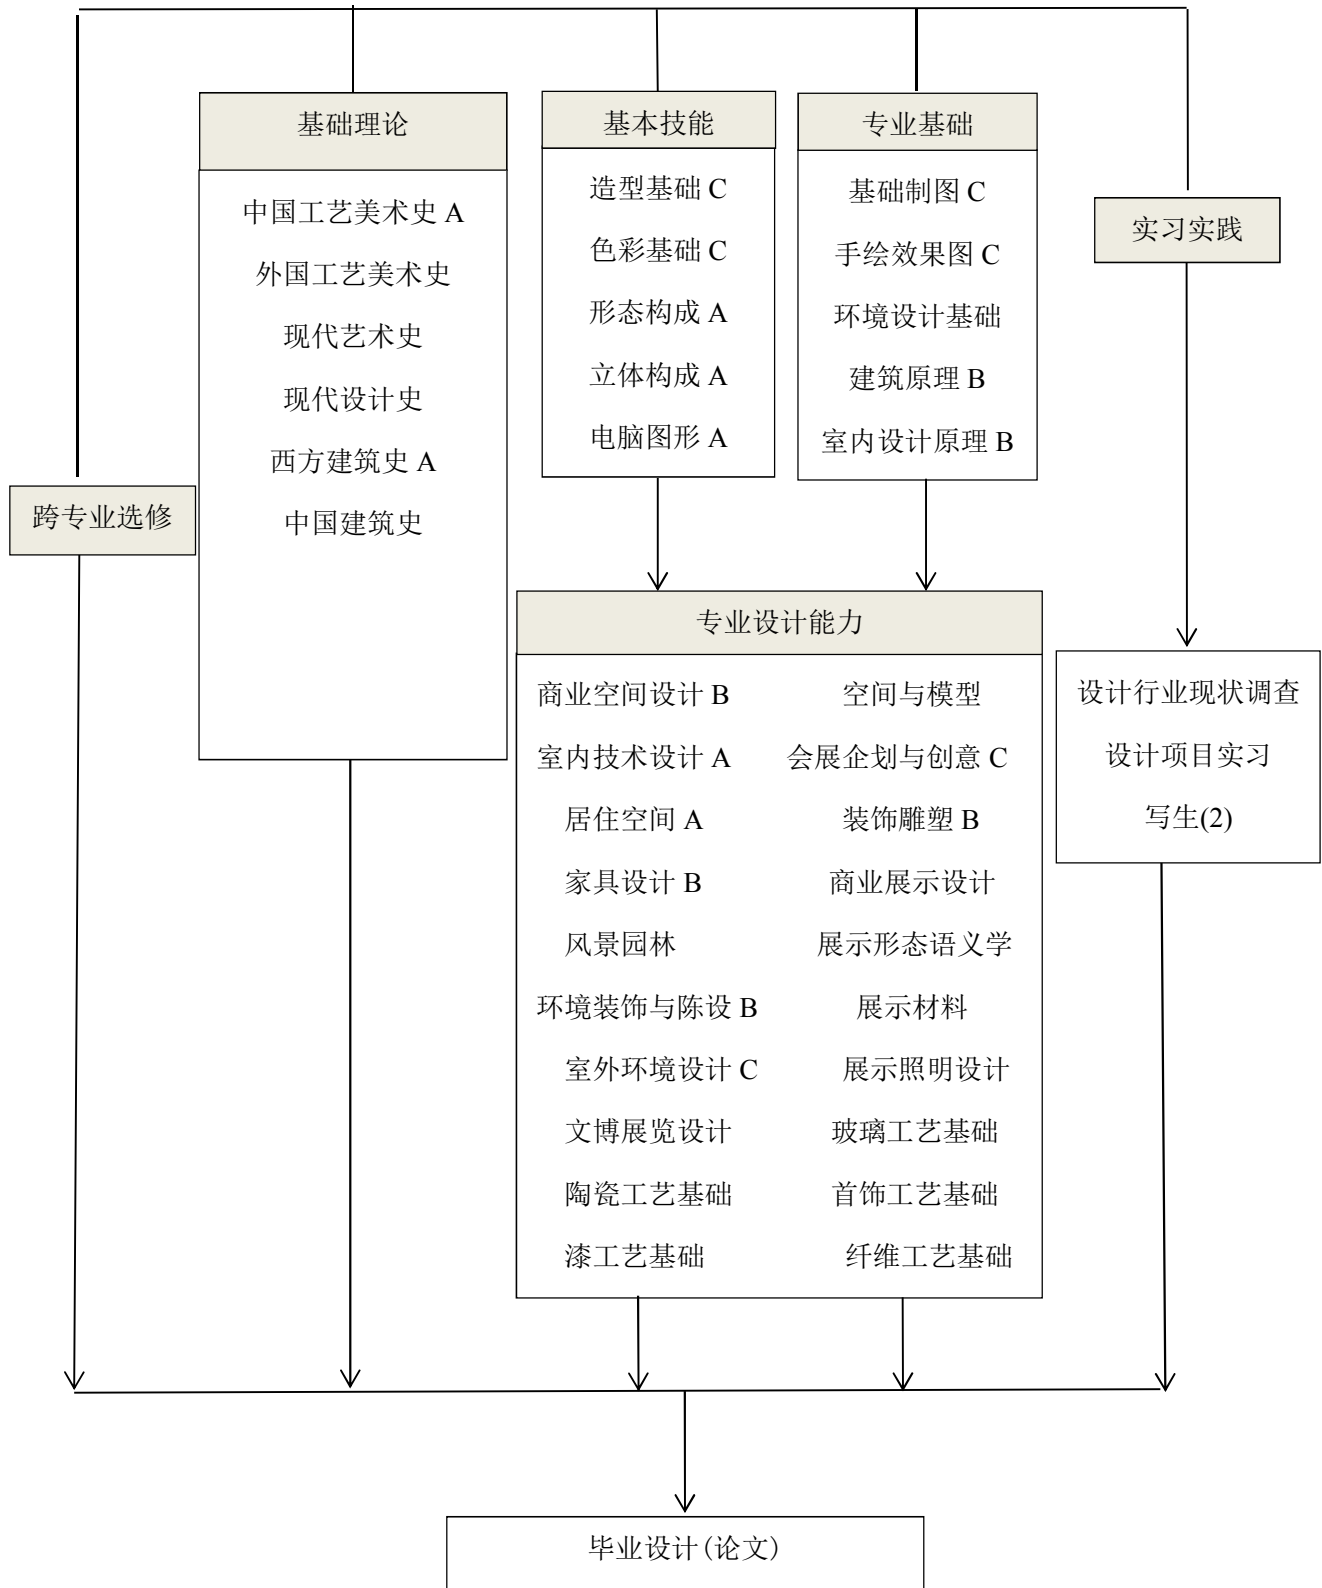 基础理论
中国工艺美术史 A
外国工艺美术史
现代艺术史
现代设计史
西方建筑史 A
中国建筑史
基本技能
造型基础 C
色彩基础 C
形态构成 A
立体构成 A
电脑图形 A
专业基础
基础制图 C
手绘效果图 C
环境设计基础
建筑原理 B
室内设计原理 B
实习实践
跨专业选修
专业设计能力
商业空间设计 B 空间与模型
室内技术设计 A 会展企划与创意 C
居住空间 A 装饰雕塑 B
家具设计 B 商业展示设计
风景园林 展示形态语义学
环境装饰与陈设 B 展示材料
室外环境设计 C 展示照明设计
文博展览设计 玻璃工艺基础
陶瓷工艺基础 首饰工艺基础
漆工艺基础 纤维工艺基础
设计行业现状调查
设计项目实习
写生(2)
毕业设计(论文)